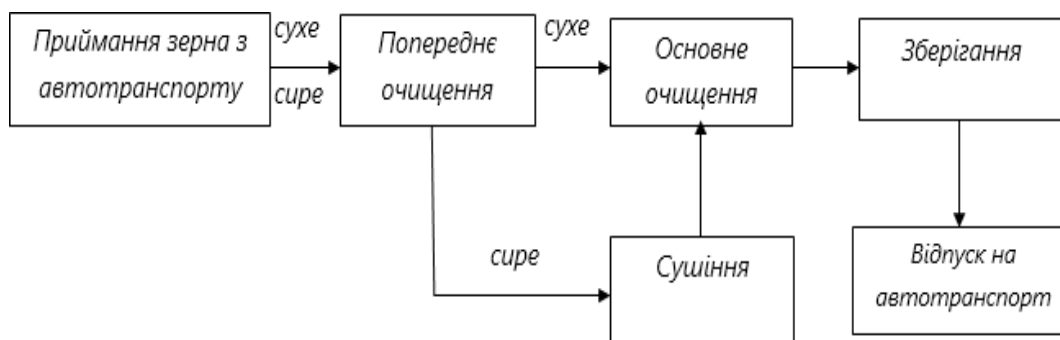 Приймання зерна з
автотранспорту
сухе
сире
Попереднє
очищення
сухе
Основне
очищення
Зберігання
сире
Сушіння
Відпуск на
автотранспорт